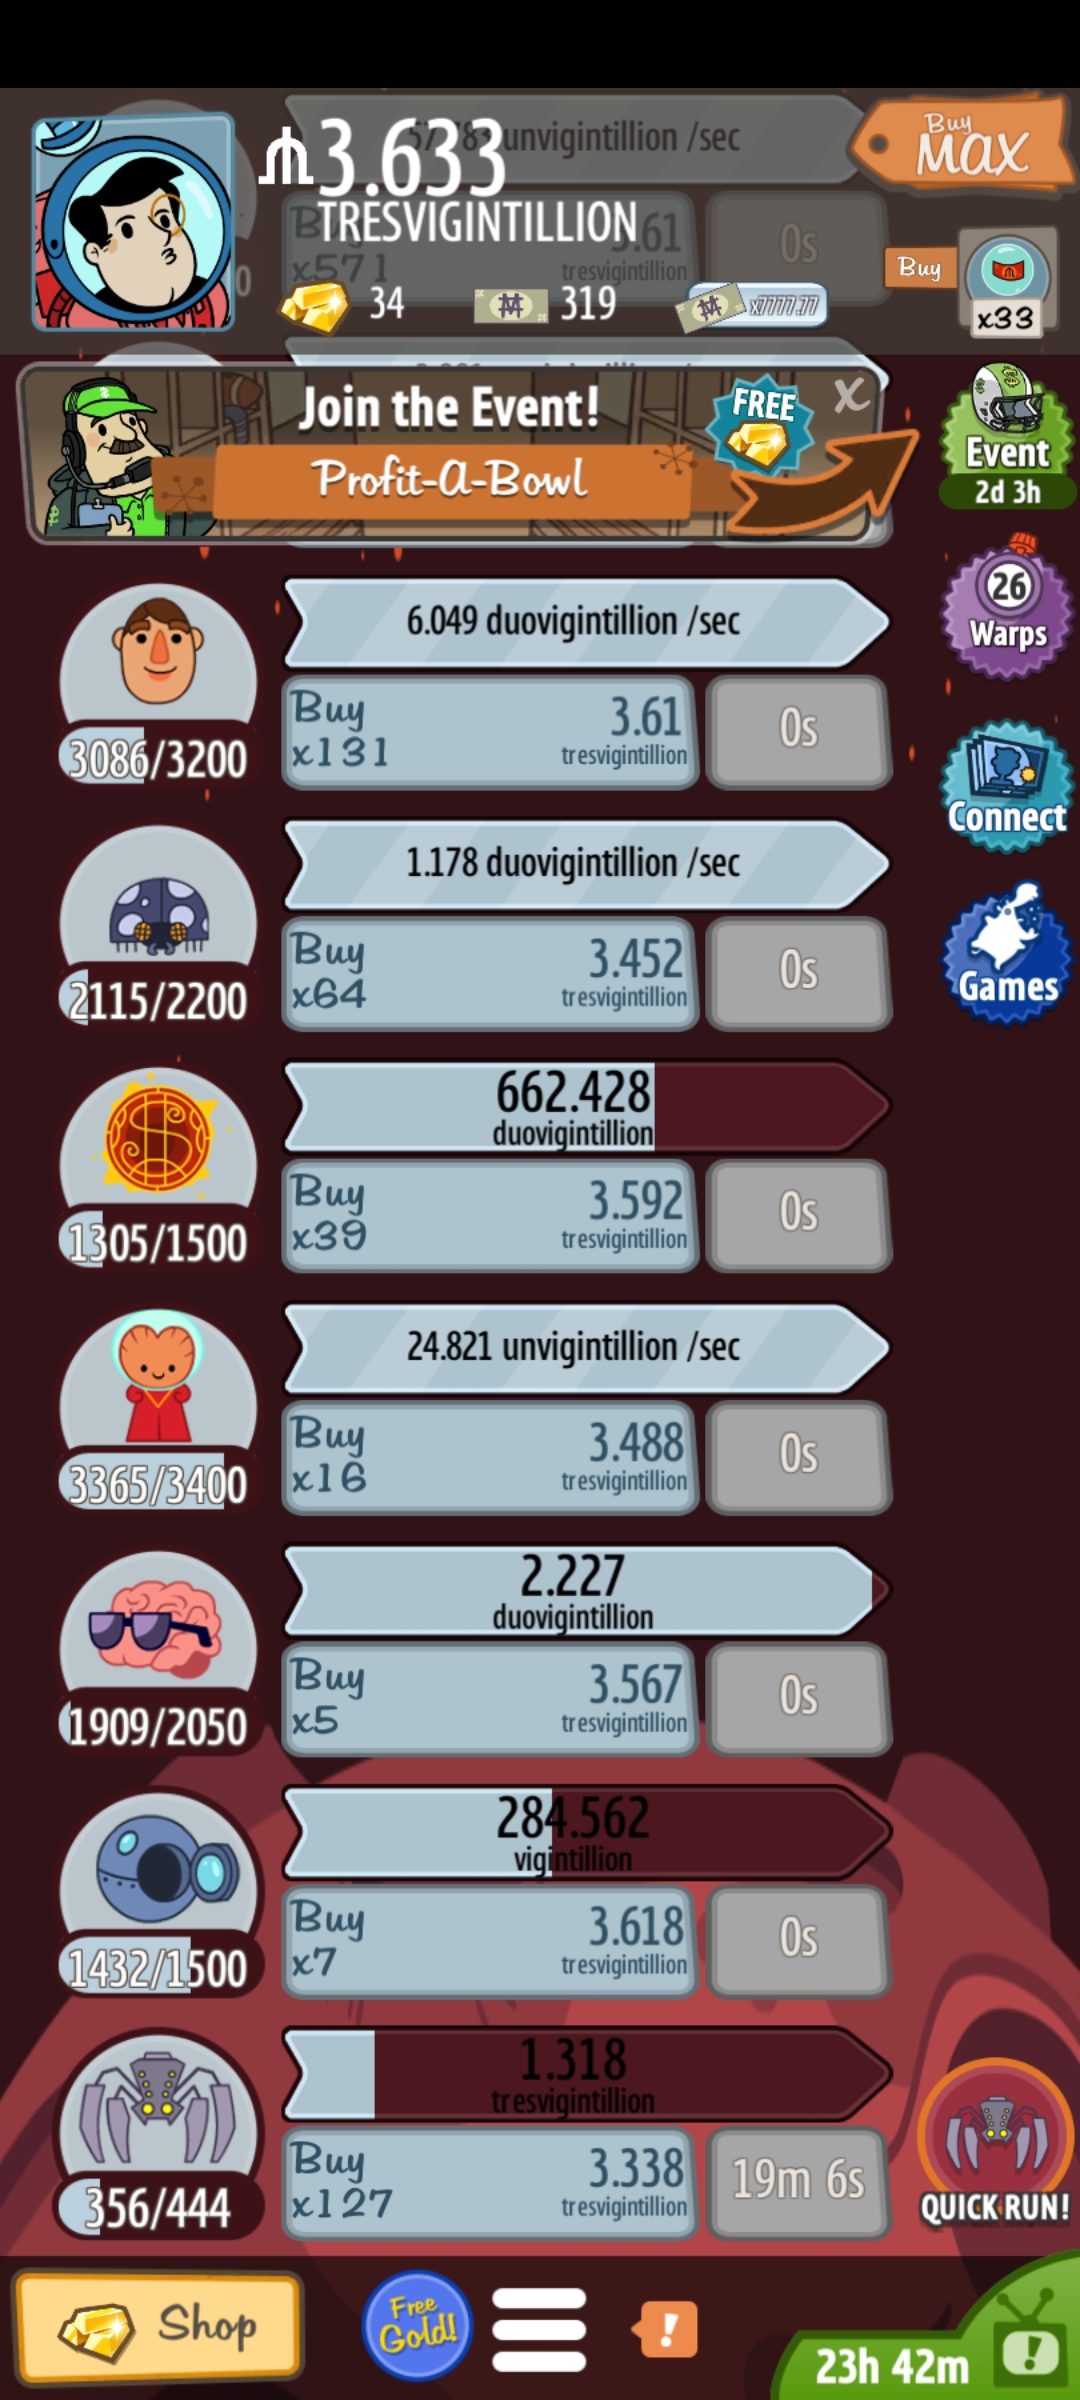 57.783 unvigintillion /sec
3.633
TRESVIGINTILLION
Buy
MAX
Buy
x571
3.61
tresvigintillion
0s
34
319
x7777.77
Buy
x33
Join the Event!
Profit-A-Bowl
FREE
X
Event
2d 3h
6.049 duovigintillion /sec
3086/3200
Buy
x131
3.61
tresvigintillion
0s
26
Warps
Connect
1.178 duovigintillion /sec
2115/2200
Buy
x64
3.452
tresvigintillion
0s
Games
662.428
duovigintillion
1305/1500
Buy
x39
3.592
tresvigintillion
0s
24.821 unvigintillion /sec
3365/3400
Buy
x16
3.488
tresvigintillion
0s
2.227
duovigintillion
1909/2050
Buy
x5
3.567
tresvigintillion
0s
284.562
vigintillion
1432/1500
Buy
x7
3.618
tresvigintillion
0s
1.318
tresvigintillion
356/444
Buy
x127
3.338
tresvigintillion
19m 6s
QUICK RUN!
Shop
Free
Gold!
!
23h 42m
!